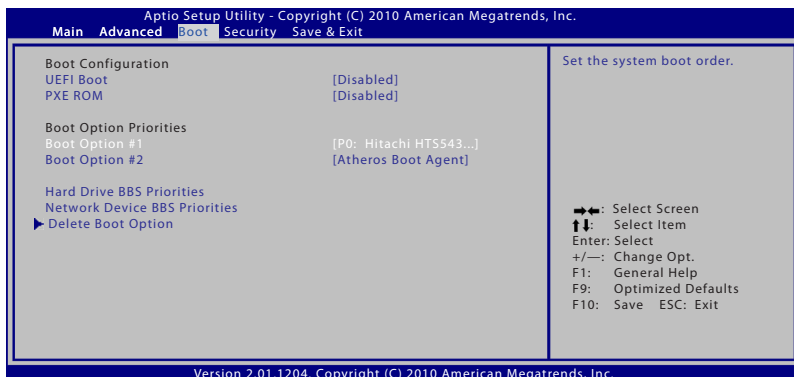 Aptio Setup Utility - Copyright (C) 2010 American Megatrends, Inc.
Main Advanced Boot Security Save & Exit
Boot Configuration
UEFI Boot [Disabled]
PXE ROM [Disabled]
Boot Option Priorities
Boot Option #1 [P0: Hitachi HTS543...]
Boot Option #2 [Atheros Boot Agent]
Hard Drive BBS Priorities
Network Device BBS Priorities
Delete Boot Option
Set the system boot order.
➡⬅: Select Screen
⬆⬇: Select Item
Enter: Select
+/—: Change Opt.
F1: General Help
F9: Optimized Defaults
F10: Save ESC: Exit
Version 2.01.1204. Copyright (C) 2010 American Megatrends, Inc.